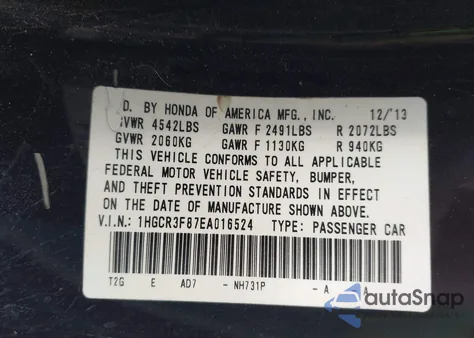 D. BY HONDA OF AMERICA MFG., INC. 12/13
GVWR 4542LBS GAWR F 2491LBS R 2072LBS
GVWR 2060KG GAWR F 1130KG R 940KG
THIS VEHICLE CONFORMS TO ALL APPLICABLE
FEDERAL MOTOR VEHICLE SAFETY, BUMPER,
AND THEFT PREVENTION STANDARDS IN EFFECT
ON THE DATE OF MANUFACTURE SHOWN ABOVE.
V.I.N.: 1HGCR3F87EA016524 TYPE: PASSENGER CAR
T2G E AD7 - NH731P - A - A
autoSnap